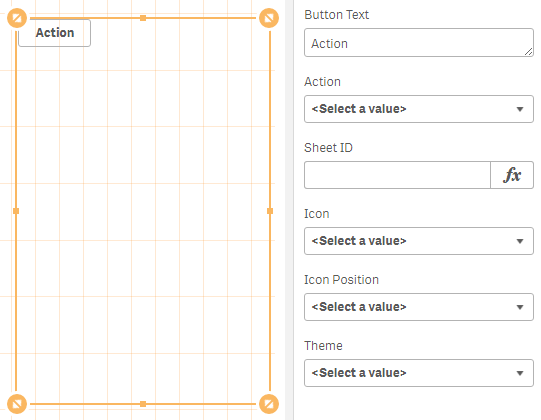 Action
Button Text
Action
Action
<Select a value>
Sheet ID
fx
Icon
<Select a value>
Icon Position
<Select a value>
Theme
<Select a value>